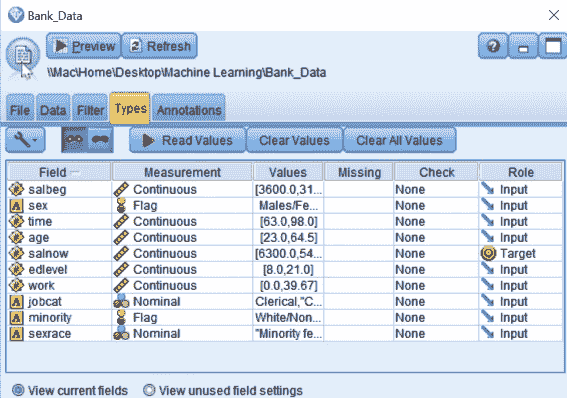 Bank_Data
Preview Refresh ?
\\Mac\Home\Desktop\Machine Learning\Bank_Data
File Data Filter Types Annotations
Read Values Clear Values Clear All Values
Field Measurement Values Missing Check Role
salbeg Continuous [3600.0,31... None Input
A sex Flag Males/Fe... None Input
time Continuous [63.0,98.0] None Input
age Continuous [23.0,64.5] None Input
salnow Continuous [6300.0,54... None Target
edlevel Continuous [8.0,21.0] None Input
work Continuous [0.0,39.67] None Input
A jobcat Nominal Clerical,"C... None Input
A minority Flag White/Non... None Input
A sexrace Nominal "Minority fe... None Input
View current fields View unused field settings